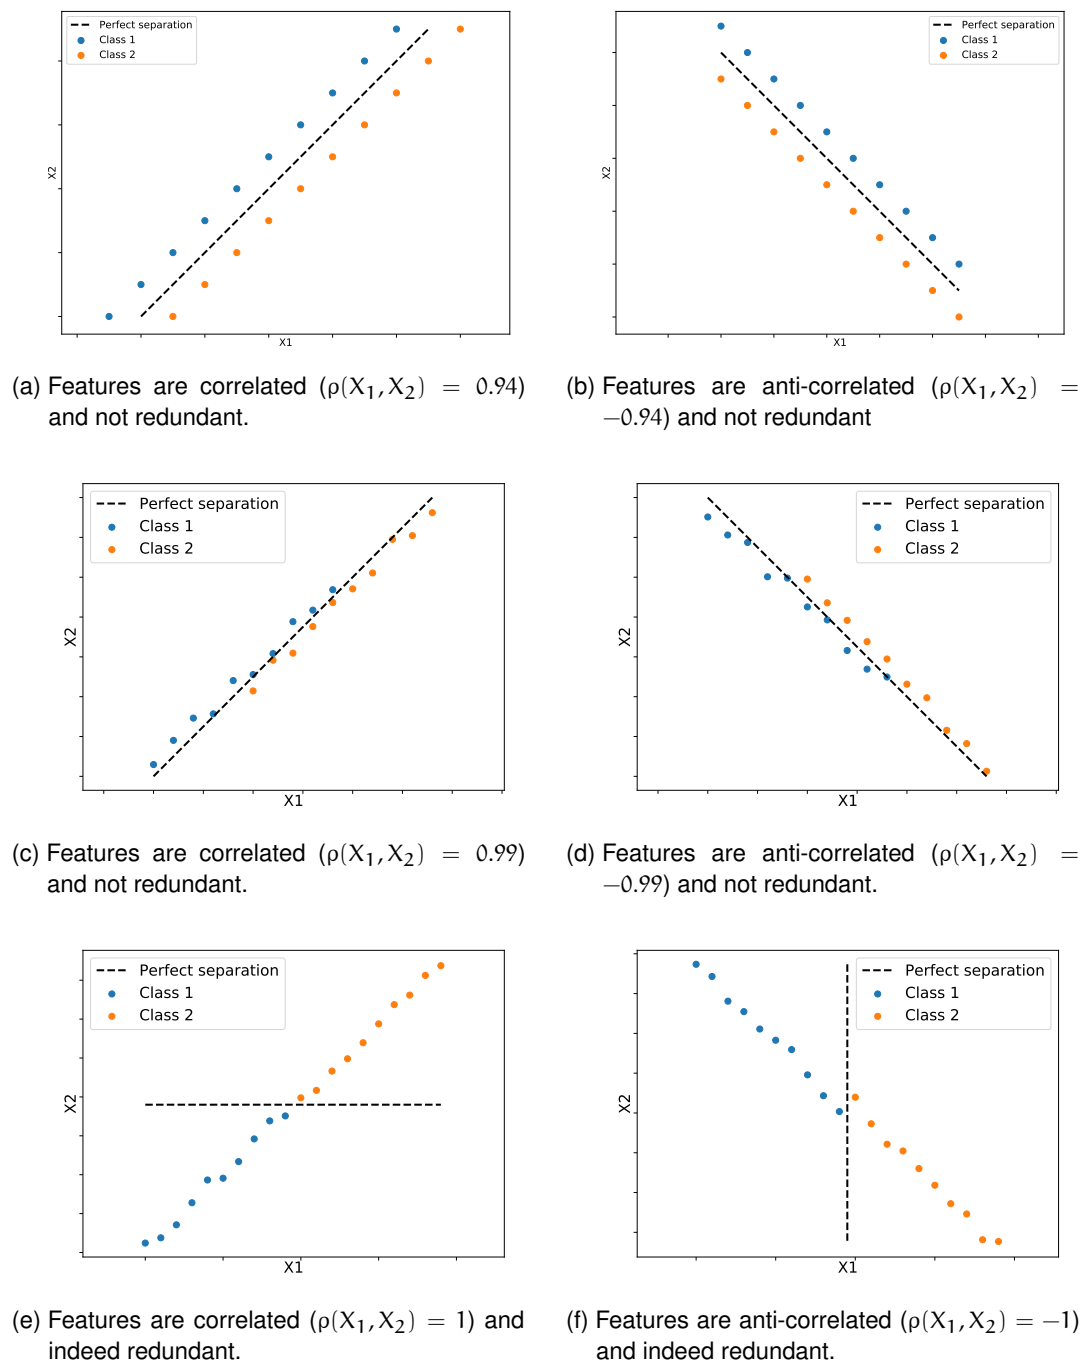 Perfect separation
Class 1
Class 2
X2
X1
Perfect separation
Class 1
Class 2
X2
X1
(a) Features are correlated (ρ(X₁, X₂) = 0.94)
and not redundant.
(b) Features are anti-correlated (ρ(X₁, X₂) =
−0.94) and not redundant
Perfect separation
Class 1
Class 2
X2
X1
Perfect separation
Class 1
Class 2
X2
X1
(c) Features are correlated (ρ(X₁, X₂) = 0.99)
and not redundant.
(d) Features are anti-correlated (ρ(X₁, X₂) =
−0.99) and not redundant.
Perfect separation
Class 1
Class 2
X2
X1
Perfect separation
Class 1
Class 2
X2
X1
(e) Features are correlated (ρ(X₁, X₂) = 1) and
indeed redundant.
(f) Features are anti-correlated (ρ(X₁, X₂) = −1)
and indeed redundant.